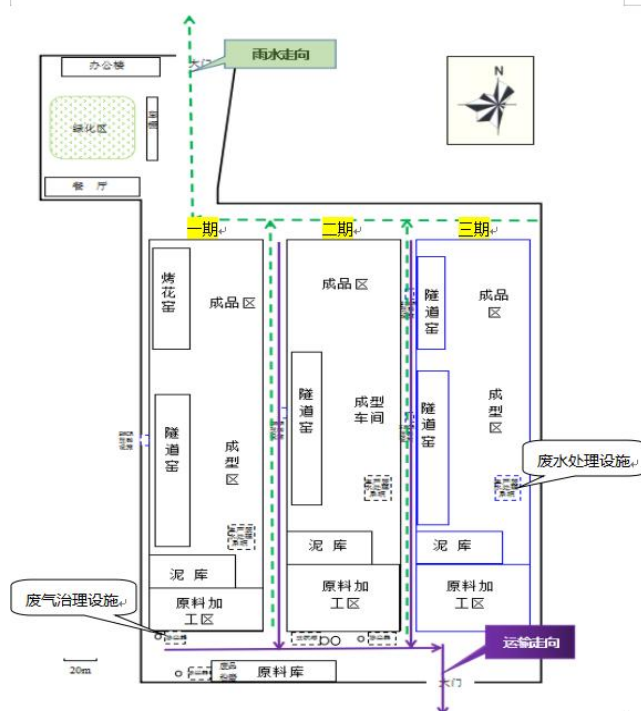 大门
雨水走向
办公楼
N
绿化区
餐厅
一期
二期
三期
烤花窑
成品区
成品区
隧道窑
成品区
隧道窑
成型区
隧道窑
成型车间
隧道窑
成型区
废水处理设施
泥库
泥库
泥库
废气治理设施
原料加工区
原料加工区
原料加工区
运输走向
20m
原料库
大门